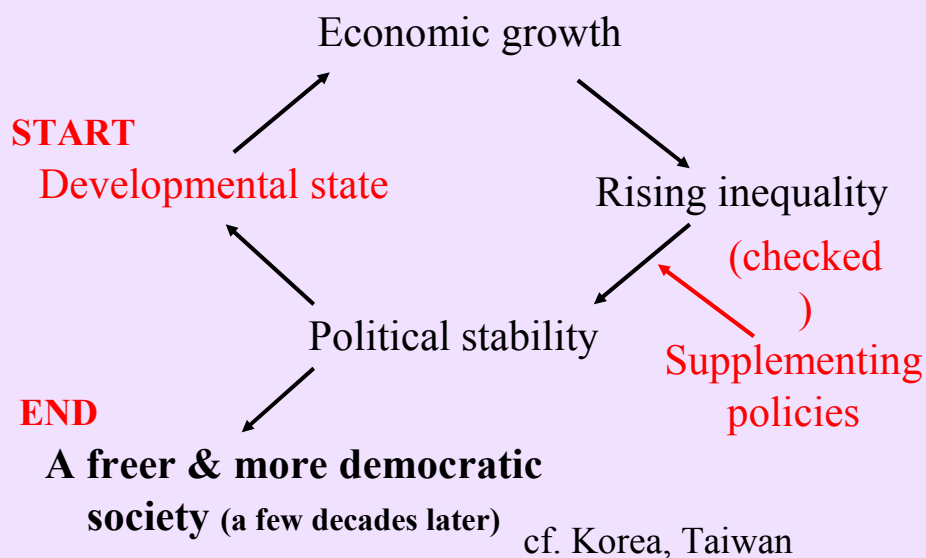 Economic growth
START
Developmental state
Rising inequality
(checked
)
Political stability
Supplementing
policies
END
A freer & more democratic
society (a few decades later)
cf. Korea, Taiwan